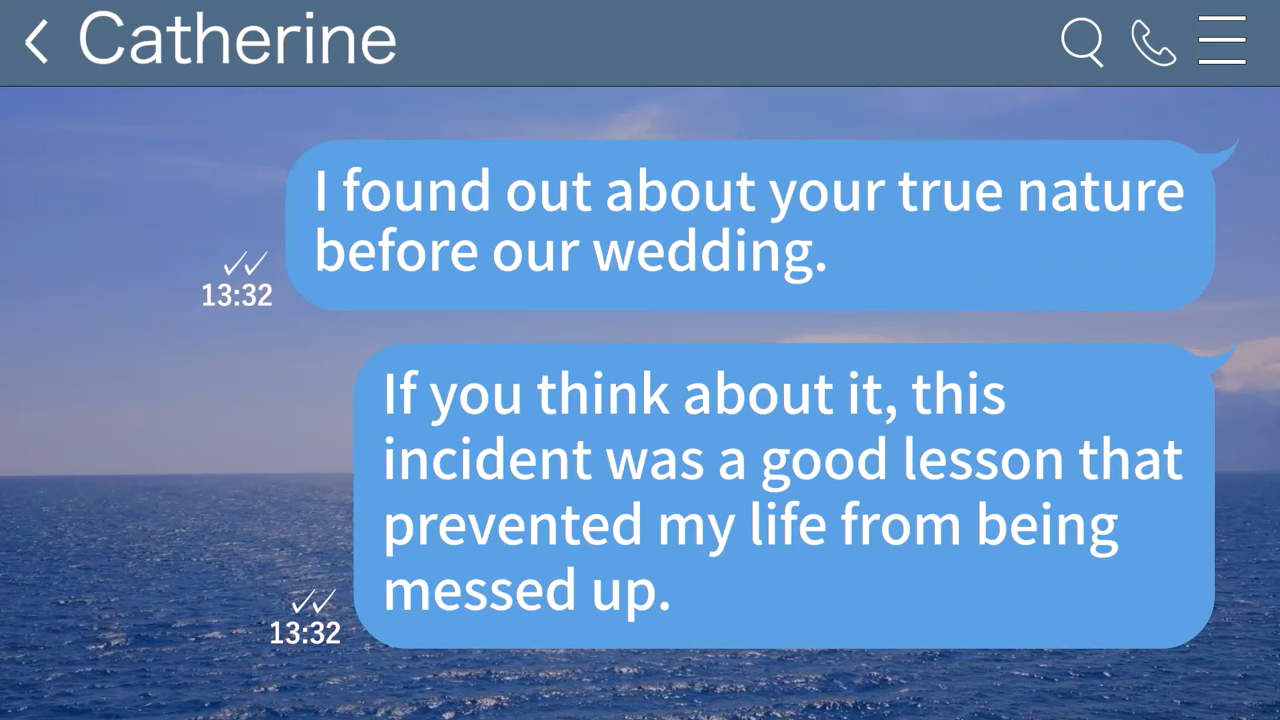 Catherine
I found out about your true nature
before our wedding.
13:32
If you think about it, this
incident was a good lesson that
prevented my life from being
messed up.
13:32